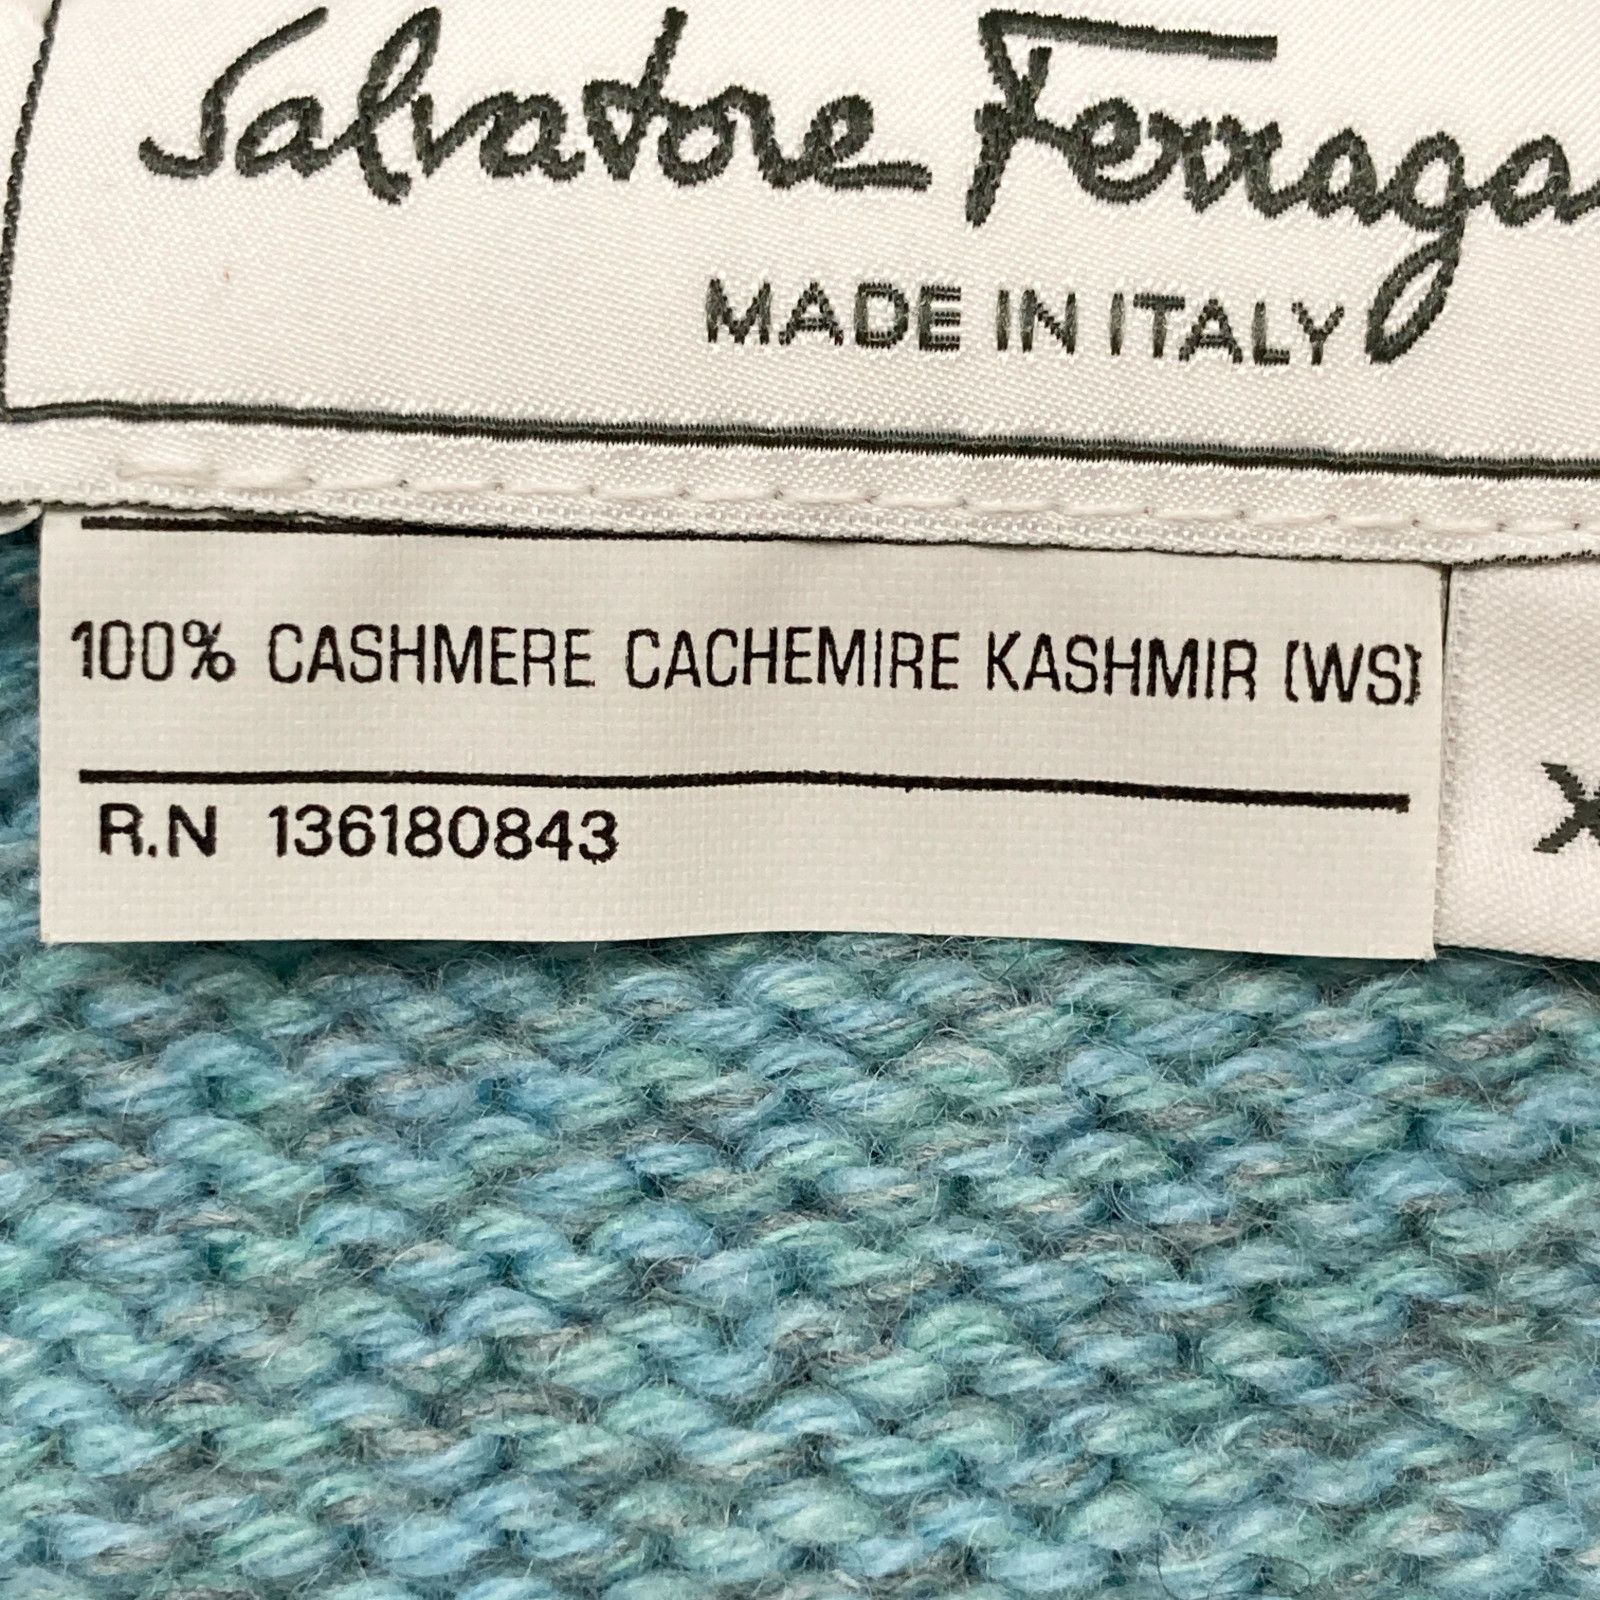 Salvatore Ferraga
MADE IN ITALY
100% CASHMERE CACHEMIRE KASHMIR (WS)
R.N 136180843
X